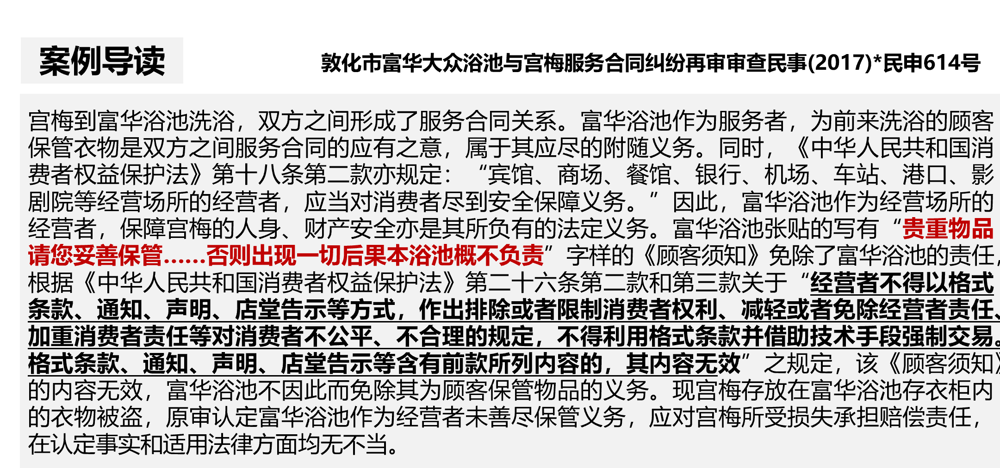 案例导读
敦化市富华大众浴池与宫梅服务合同纠纷再审审查民事(2017)*民申614号
宫梅到富华浴池洗浴，双方之间形成了服务合同关系。富华浴池作为服务者，为前来洗浴的顾客
保管衣物是双方之间服务合同的应有之意，属于其应尽的附随义务。同时，《中华人民共和国消
费者权益保护法》第十八条第二款亦规定：“宾馆、商场、餐馆、银行、机场、车站、港口、影
剧院等经营场所的经营者，应当对消费者尽到安全保障义务。”因此，富华浴池作为经营场所的
经营者，保障宫梅的人身、财产安全亦是其所负有的法定义务。富华浴池张贴的写有“贵重物品
请您妥善保管……否则出现一切后果本浴池概不负责”字样的《顾客须知》免除了富华浴池的责任，
根据《中华人民共和国消费者权益保护法》第二十六条第二款和第三款关于“经营者不得以格式
条款、通知、声明、店堂告示等方式，作出排除或者限制消费者权利、减轻或者免除经营者责任、
加重消费者责任等对消费者不公平、不合理的规定，不得利用格式条款并借助技术手段强制交易。
格式条款、通知、声明、店堂告示等含有前款所列内容的，其内容无效”之规定，该《顾客须知》
的内容无效，富华浴池不因此而免除其为顾客保管物品的义务。现宫梅存放在富华浴池存衣柜内
的衣物被盗，原审认定富华浴池作为经营者未善尽保管义务，应对宫梅所受损失承担赔偿责任，
在认定事实和适用法律方面均无不当。